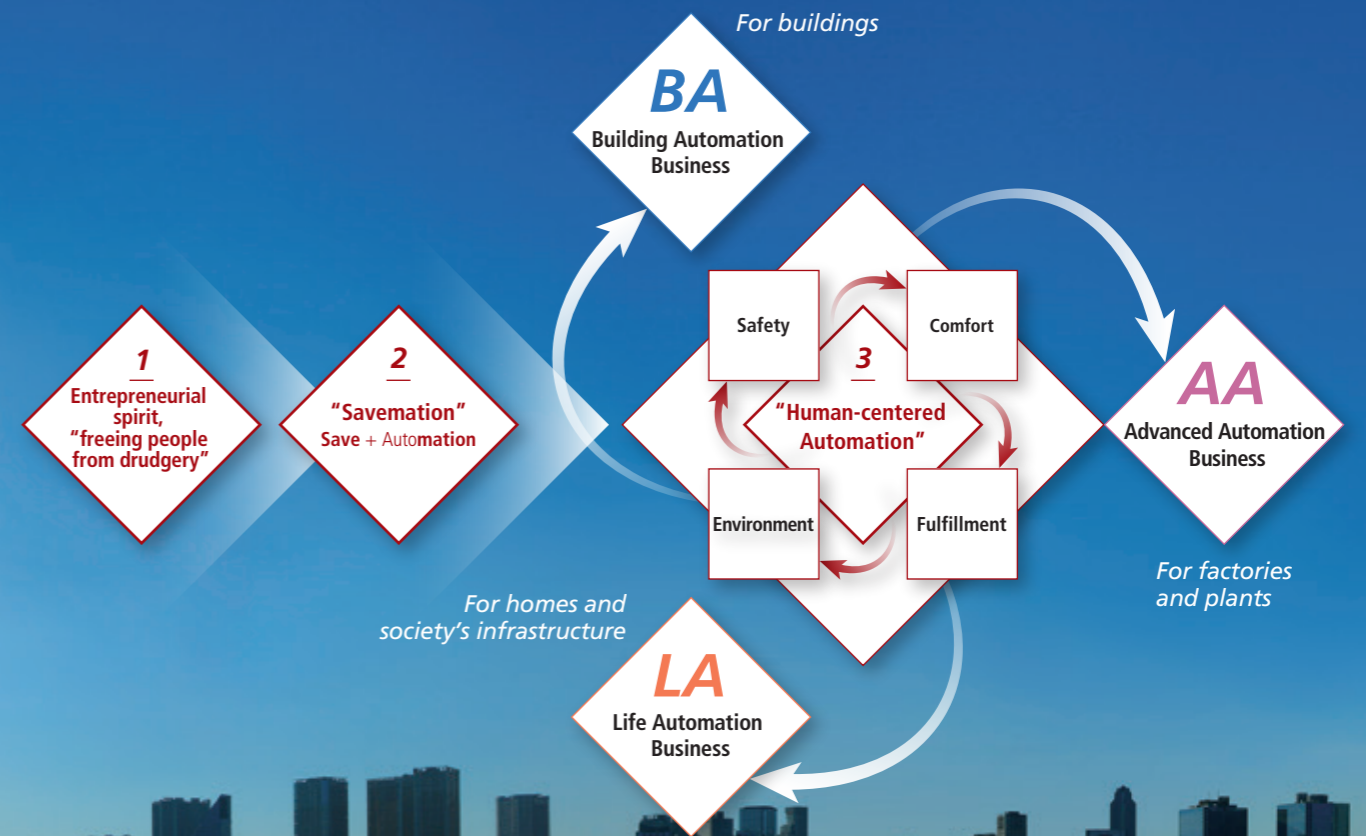 For buildings
BA
Building Automation
Business
1
Entrepreneurial
spirit,
“freeing people
from drudgery”
2
“Savemation”
Save + Automation
Safety
Comfort
3
“Human-centered
Automation”
Environment
Fulfillment
AA
Advanced Automation
Business
For factories
and plants
For homes and
society’s infrastructure
LA
Life Automation
Business